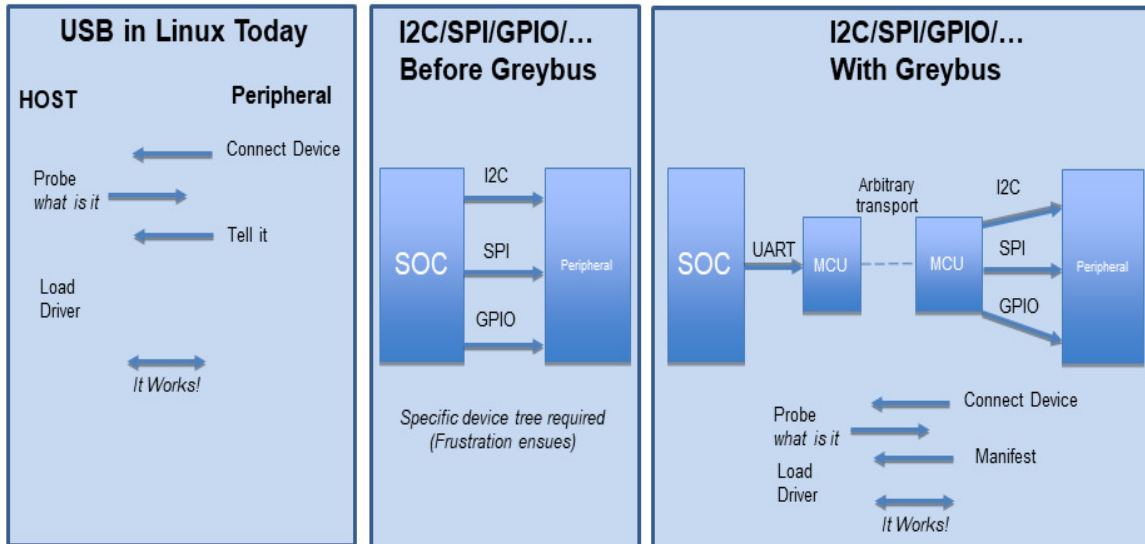 USB in Linux Today
HOST
Peripheral
Connect Device
Probe
what is it
Tell it
Load
Driver
It Works!
I2C/SPI/GPIO/…
Before Greybus
SOC
I2C
SPI
GPIO
Peripheral
Specific device tree required
(Frustration ensues)
I2C/SPI/GPIO/…
With Greybus
SOC
UART
MCU
Arbitrary
transport
MCU
I2C
SPI
GPIO
Peripheral
Connect Device
Probe
what is it
Manifest
Load
Driver
It Works!